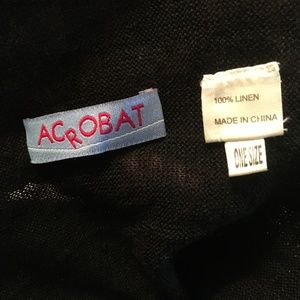 ACROBAT
100% LINEN
MADE IN CHINA
ONE SIZE